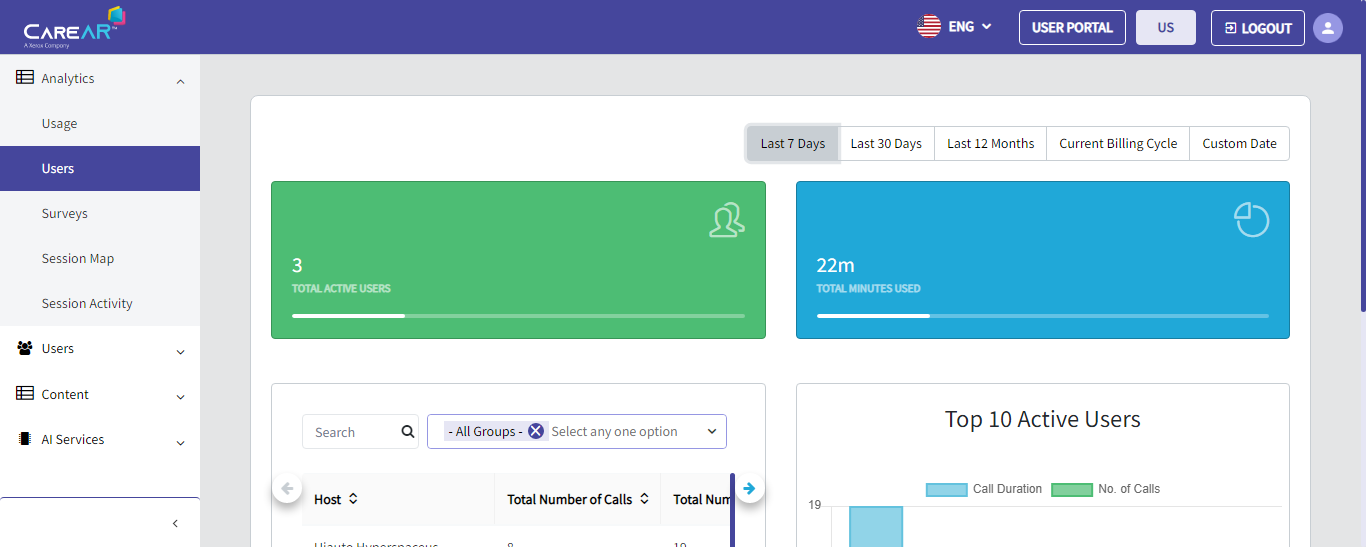 CAREAR™
A Xerox Company
ENG
USER PORTAL
US
LOGOUT
Analytics
Usage
Users
Surveys
Session Map
Session Activity
Users
Content
AI Services
Last 7 Days
Last 30 Days
Last 12 Months
Current Billing Cycle
Custom Date
3
TOTAL ACTIVE USERS
22m
TOTAL MINUTES USED
Search
- All Groups -
Select any one option
Host
Total Number of Calls
Total Num
Top 10 Active Users
Call Duration
No. of Calls
19